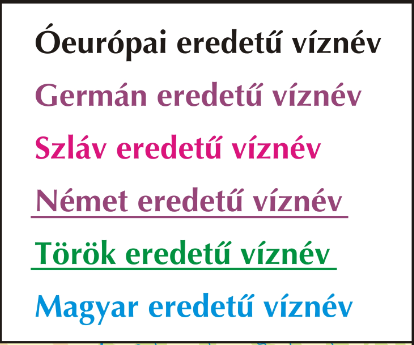 Óeurópai eredetű víznév
Germán eredetű víznév
Szláv eredetű víznév
Német eredetű víznév
Török eredetű víznév
Magyar eredetű víznév